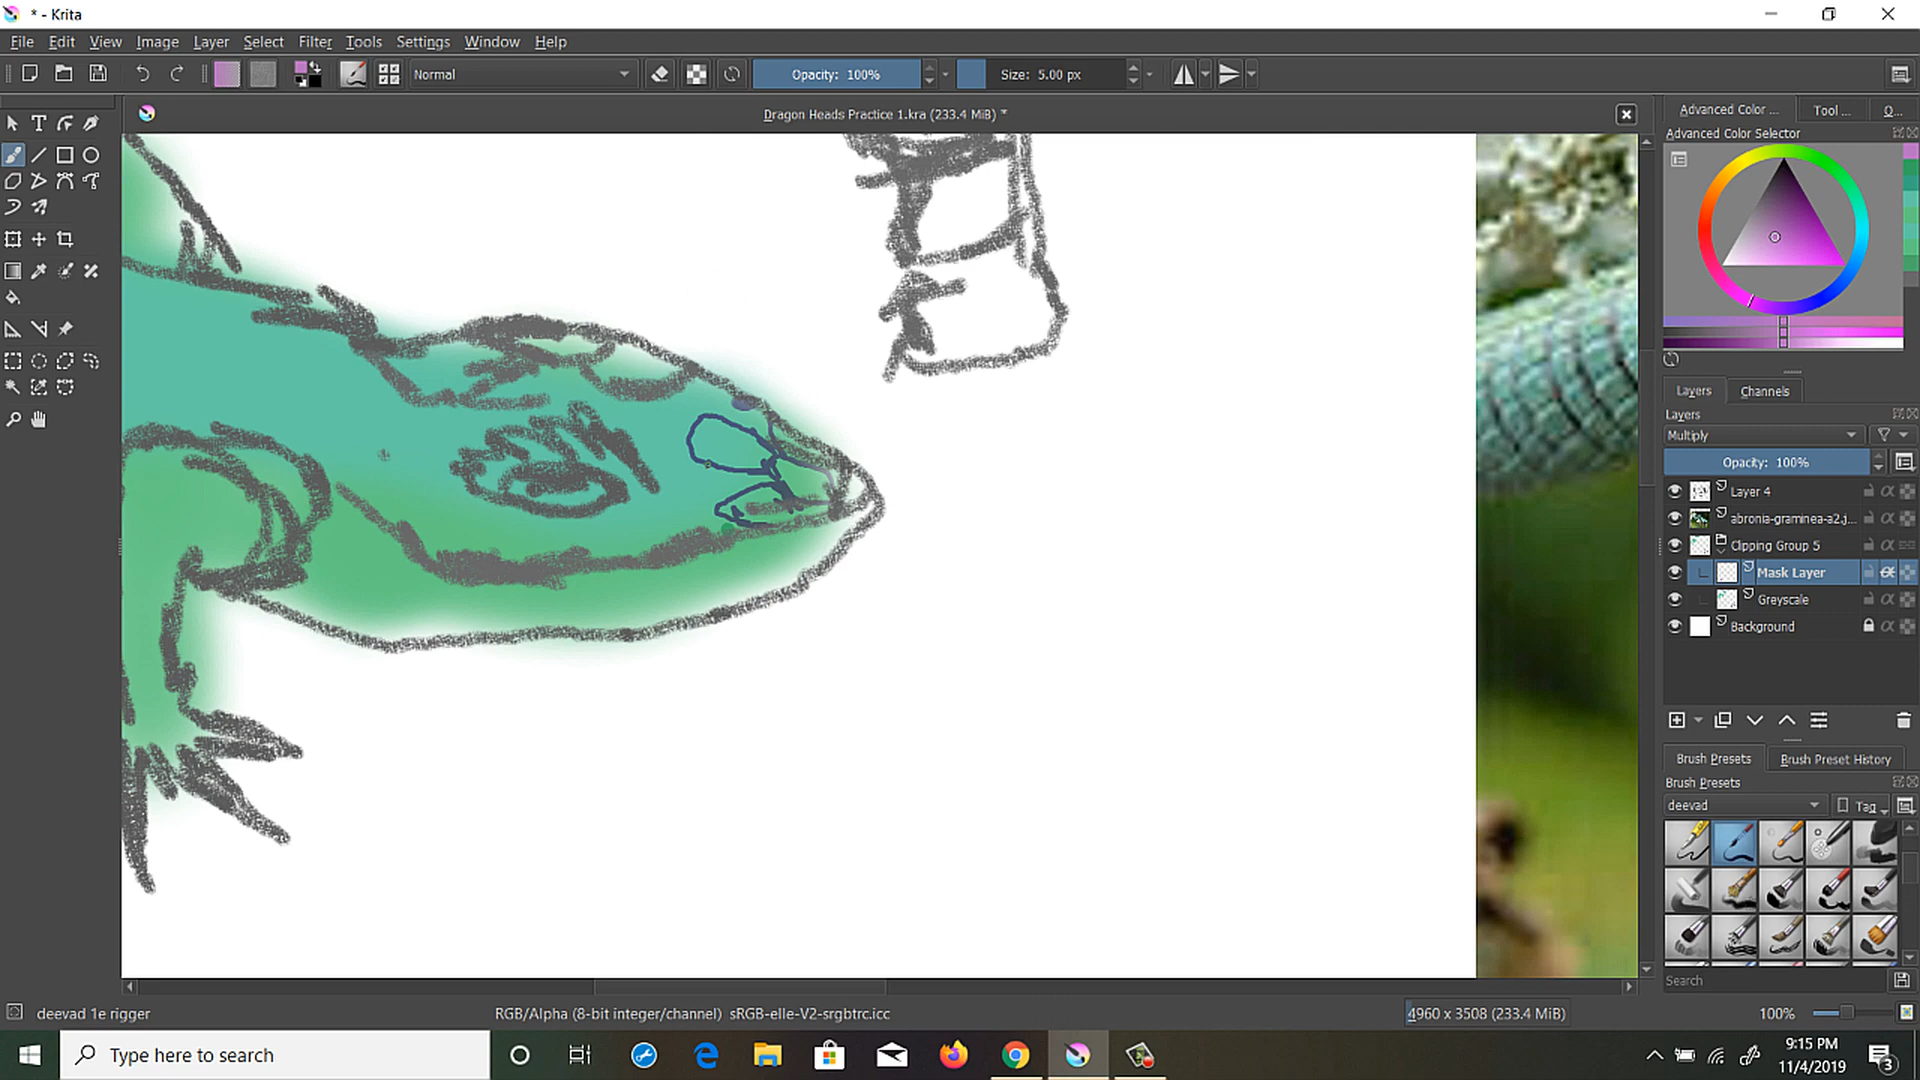 * - Krita
File Edit View Image Layer Select Filter Tools Settings Window Help
Normal Opacity: 100% Size: 5.00 px
Dragon Heads Practice 1.kra (233.4 MiB) *
Advanced Color ... Tool ... Q...
Advanced Color Selector
Layers Channels
Layers
Multiply
Opacity: 100%
Layer 4
abronia-graminea-a2.j...
Clipping Group 5
Mask Layer
Greyscale
Background
Brush Presets Brush Preset History
Brush Presets
deevad Tag
Search
deevad 1e rigger RGB/Alpha (8-bit integer/channel) sRGB-elle-V2-srgbtrc.icc 4960 x 3508 (233.4 MiB) 100%
Type here to search
9:15 PM
11/4/2019
3